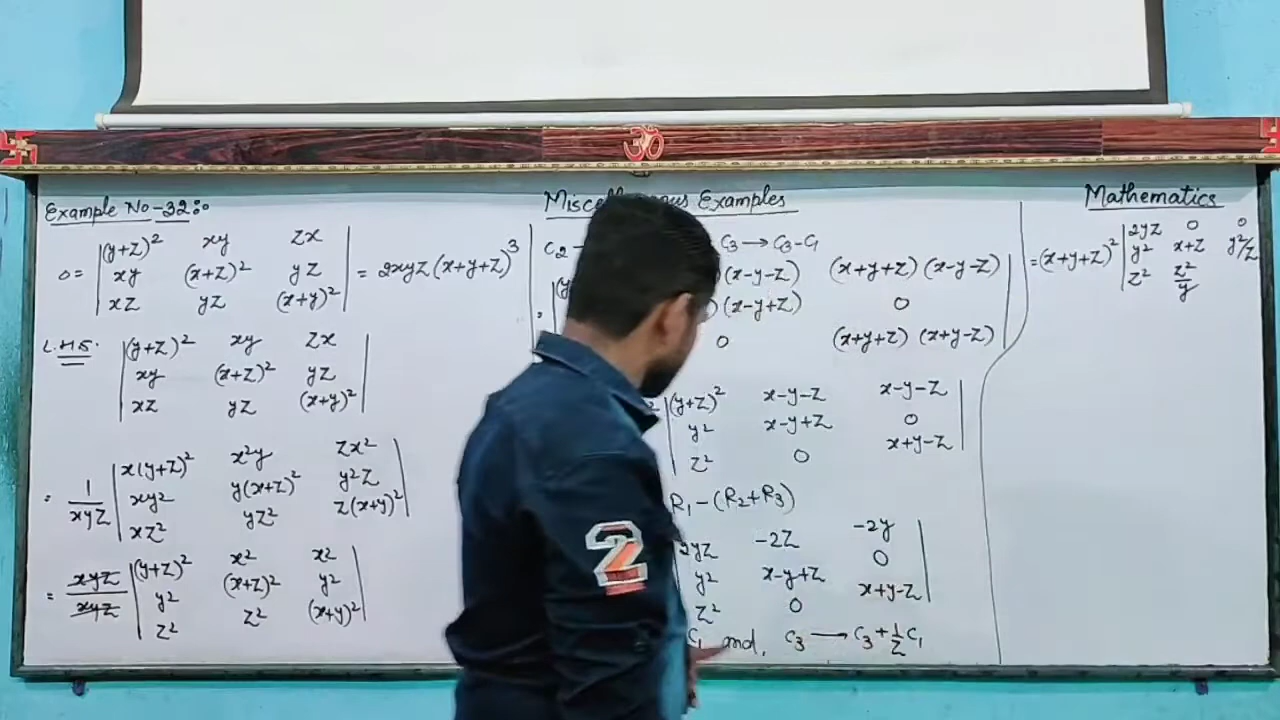 Example No-32:
Miscellaneous Examples
Mathematics
(y+z)² xy zx
0= xy (x+z)² yz = 2xyz(x+y+z)³
xz yz (x+y)²
L.H.S. (y+z)² xy zx
xy (x+z)² yz
xz yz (x+y)²
x(y+z)² x²y zx²
= 1/xyz xy² y(x+z)² y²z
xz² yz² z(x+y)²
(y+z)² x² x²
= xyz/xyz y² (x+z)² y²
z² z² (x+y)²
C₂ → C₃→C₃-C₁
(x-y-z) (x+y+z)(x-y-z)
(x-y+z) 0
0 (x+y+z)(x+y-z)
(y+z)² x-y-z x-y-z
y² x-y+z 0
z² 0 x+y-z
R₁-(R₂+R₃)
2yz -2z -2y
y² x-y+z 0
z² 0 x+y-z
C₁ and, C₃→C₃+1/z C₁
2yz 0 0
=(x+y+z)² y² x+z y²/z
z² z²/y
2